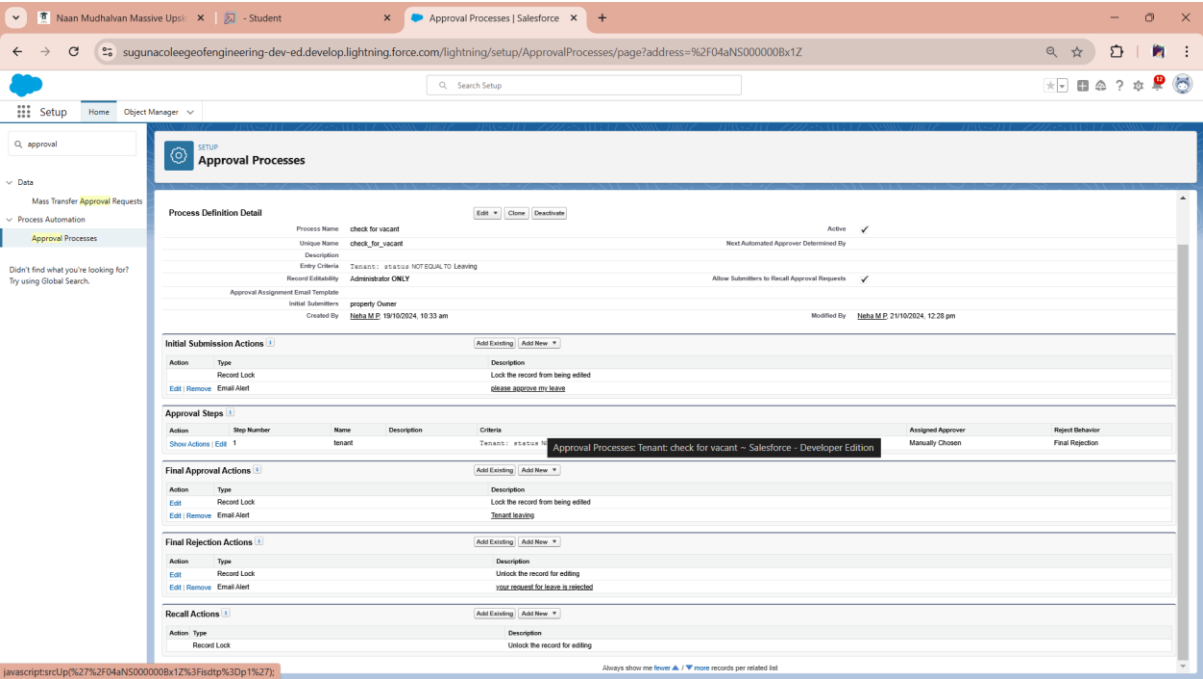 Naan Mudhalvan Massive Upsk
- Student
Approval Processes | Salesforce
sugunacoleegeofengineering-dev-ed.develop.lightning.force.com/lightning/setup/ApprovalProcesses/page?address=%2F04aNS000000Bx1Z
Search Setup
12
Setup Home Object Manager
approval
Data
Mass Transfer Approval Requests
Process Automation
Approval Processes
Didn't find what you're looking for?
Try using Global Search.
SETUP
Approval Processes
Process Definition Detail Edit Clone Deactivate
Process Name check for vacant Active
Unique Name check_for_vacant Next Automated Approver Determined By
Description
Entry Criteria Tenant: status NOT EQUAL TO Leaving
Record Editability Administrator ONLY Allow Submitters to Recall Approval Requests
Approval Assignment Email Template
Initial Submitters property Owner
Created By Neha M P, 19/10/2024, 10:33 am Modified By Neha M P, 21/10/2024, 12:28 pm
Initial Submission Actions Add Existing Add New
Action Type Description
Record Lock Lock the record from being edited
Edit | Remove Email Alert please approve my leave
Approval Steps
Action Step Number Name Description Criteria Assigned Approver Reject Behavior
Show Actions | Edit 1 tenant Tenant: status Manually Chosen Final Rejection
Approval Processes: Tenant: check for vacant ~ Salesforce - Developer Edition
Final Approval Actions Add Existing Add New
Action Type Description
Edit Record Lock Lock the record from being edited
Edit | Remove Email Alert Tenant leaving
Final Rejection Actions Add Existing Add New
Action Type Description
Edit Record Lock Unlock the record for editing
Edit | Remove Email Alert your request for leave is rejected
Recall Actions Add Existing Add New
Action Type Description
Record Lock Unlock the record for editing
Always show me fewer / more records per related list
javascript:srcUp(%27%2F04aNS000000Bx1Z%3Fisdtp%3Dp1%27);